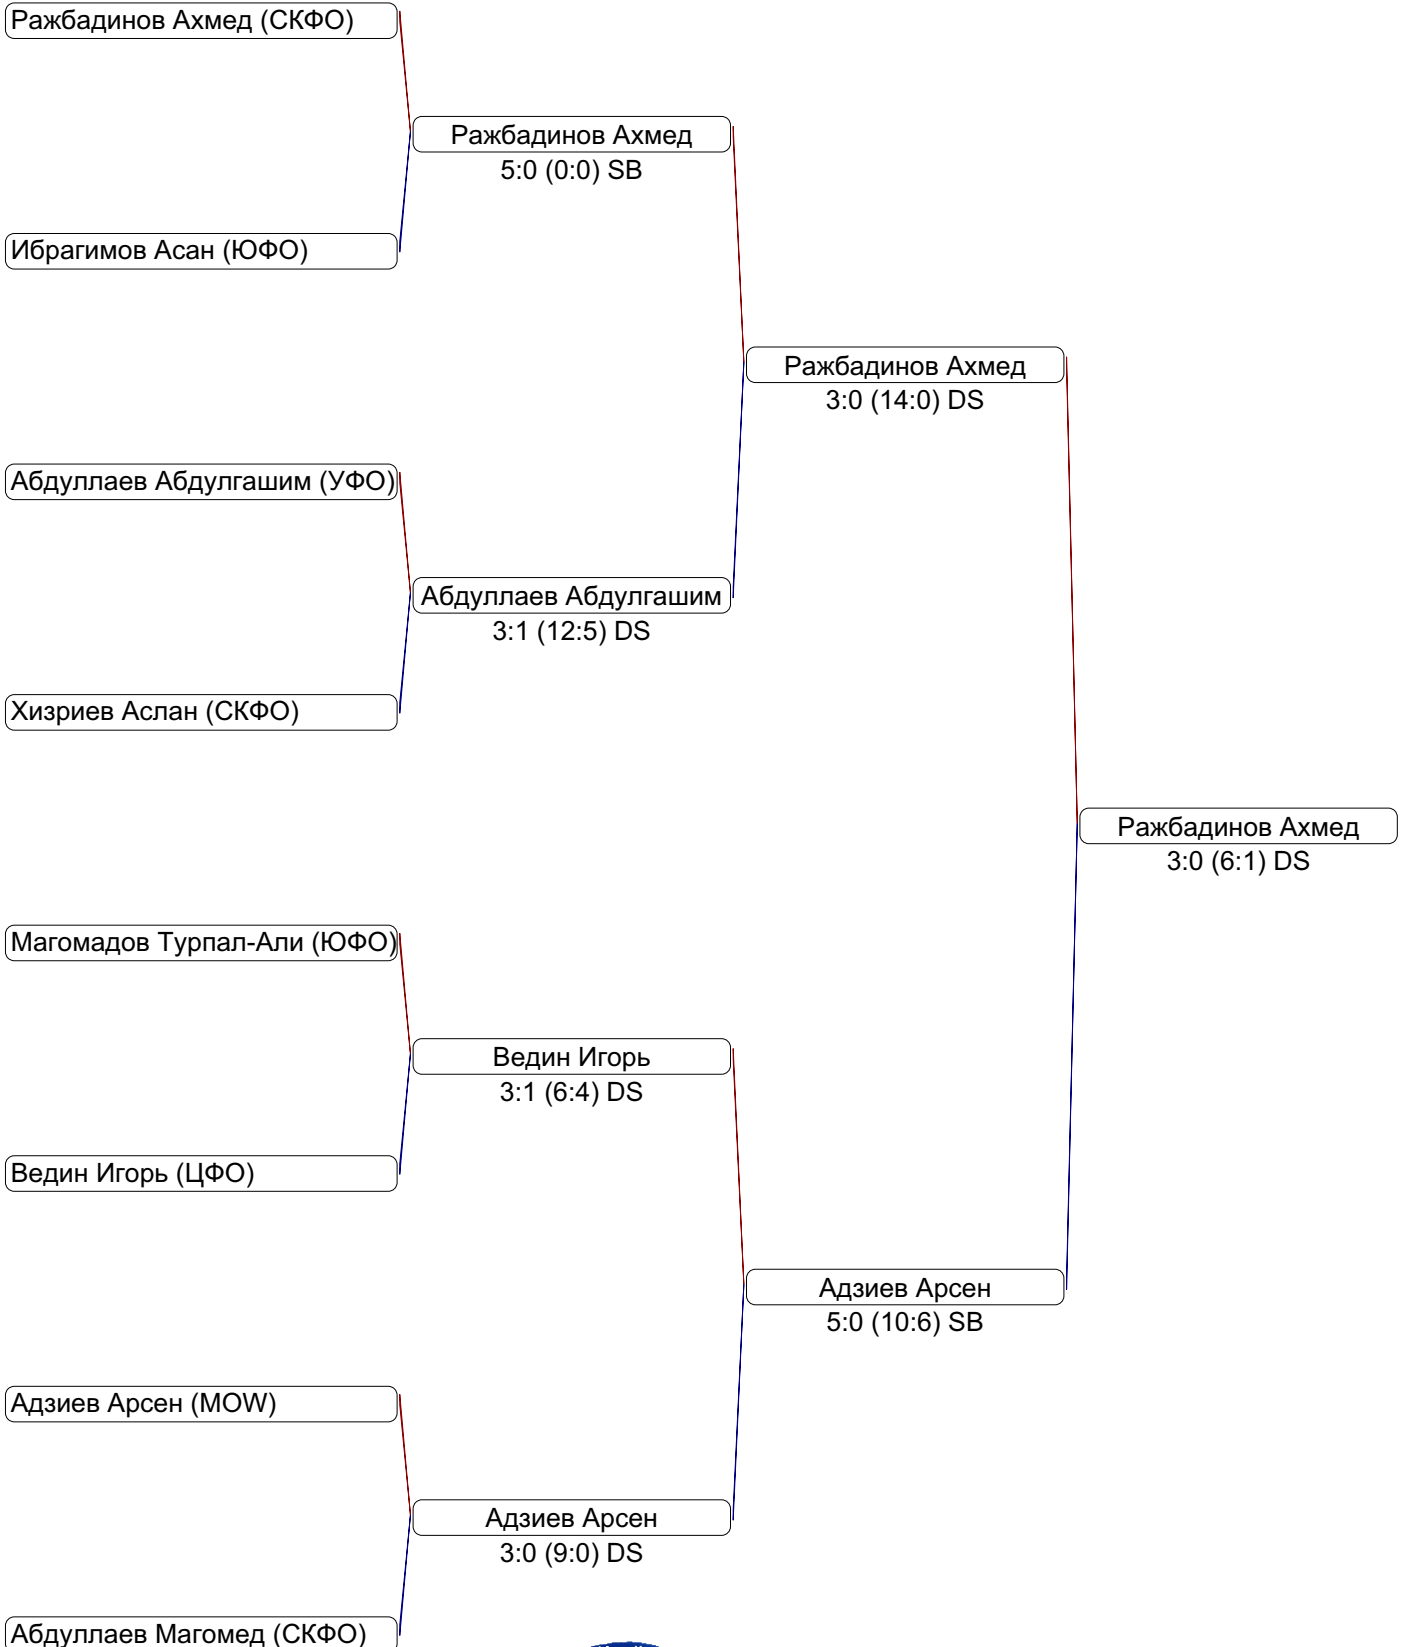 Ражбадинов Ахмед (СКФО)
Ражбадинов Ахмед
5:0 (0:0) SB
Ибрагимов Асан (ЮФО)
Ражбадинов Ахмед
3:0 (14:0) DS
Абдуллаев Абдулгашим (УФО)
Абдуллаев Абдулгашим
3:1 (12:5) DS
Хизриев Аслан (СКФО)
Ражбадинов Ахмед
3:0 (6:1) DS
Магомадов Турпал-Али (ЮФО)
Ведин Игорь
3:1 (6:4) DS
Ведин Игорь (ЦФО)
Адзиев Арсен
5:0 (10:6) SB
Адзиев Арсен (MOW)
Адзиев Арсен
3:0 (9:0) DS
Абдуллаев Магомед (СКФО)